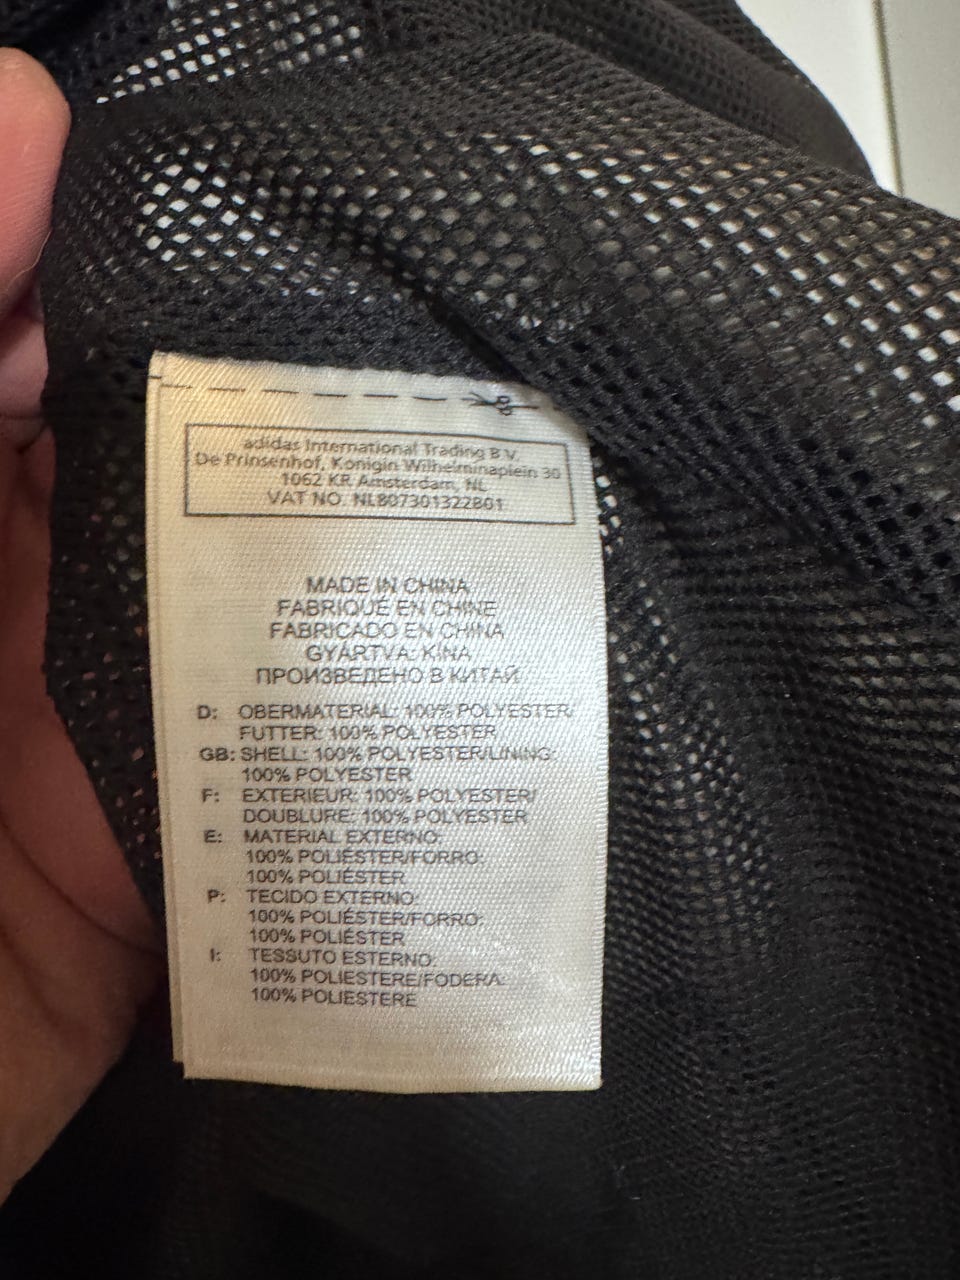 adidas International Trading B.V.
De Prinsenhof, Konigin Wilhelminaplein 30
1062 KR Amsterdam, NL
VAT NO. NL807301322B01
MADE IN CHINA
FABRIQUÉ EN CHINE
FABRICADO EN CHINA
GYÁRTVA: KÍNA
ПРОИЗВЕДЕНО В КИТАЙ
D: OBERMATERIAL: 100% POLYESTER/
FUTTER: 100% POLYESTER
GB: SHELL: 100% POLYESTER/LINING:
100% POLYESTER
F: EXTERIEUR: 100% POLYESTER/
DOUBLURE: 100% POLYESTER
E: MATERIAL EXTERNO:
100% POLIÉSTER/FORRO:
100% POLIÉSTER
P: TECIDO EXTERNO:
100% POLIÉSTER/FORRO:
100% POLIÉSTER
I: TESSUTO ESTERNO:
100% POLIESTERE/FODERA:
100% POLIESTERE